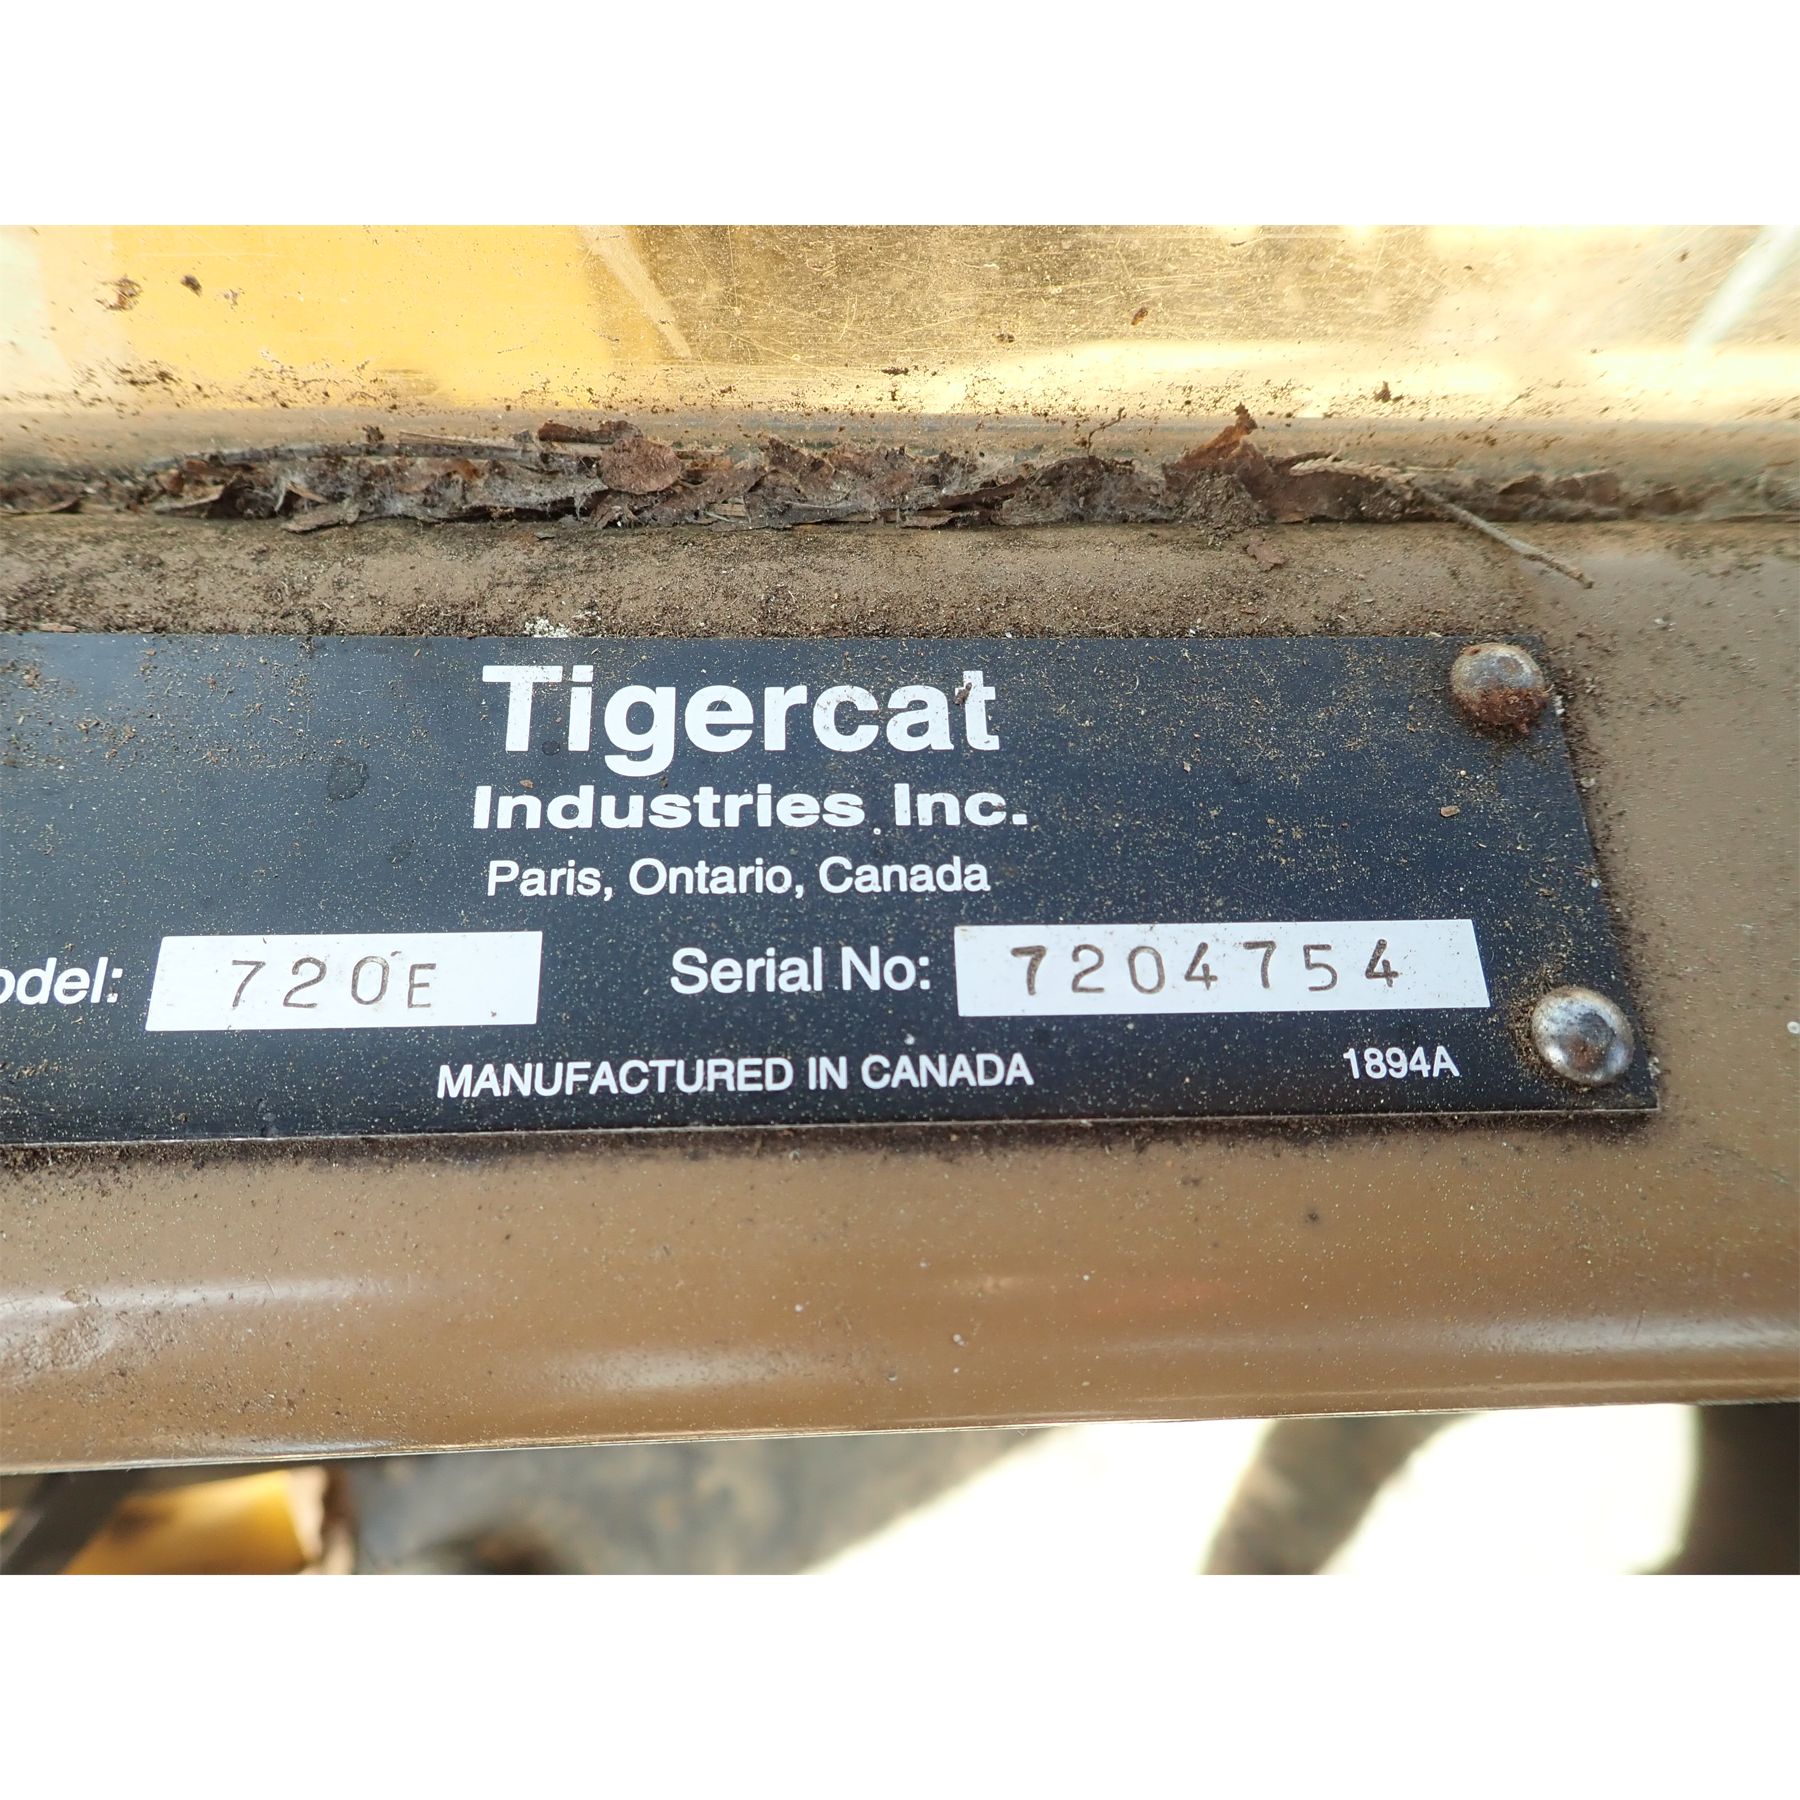 Tigercat
Industries Inc.
Paris, Ontario, Canada
odel: 720E Serial No: 7204754
MANUFACTURED IN CANADA 1894A